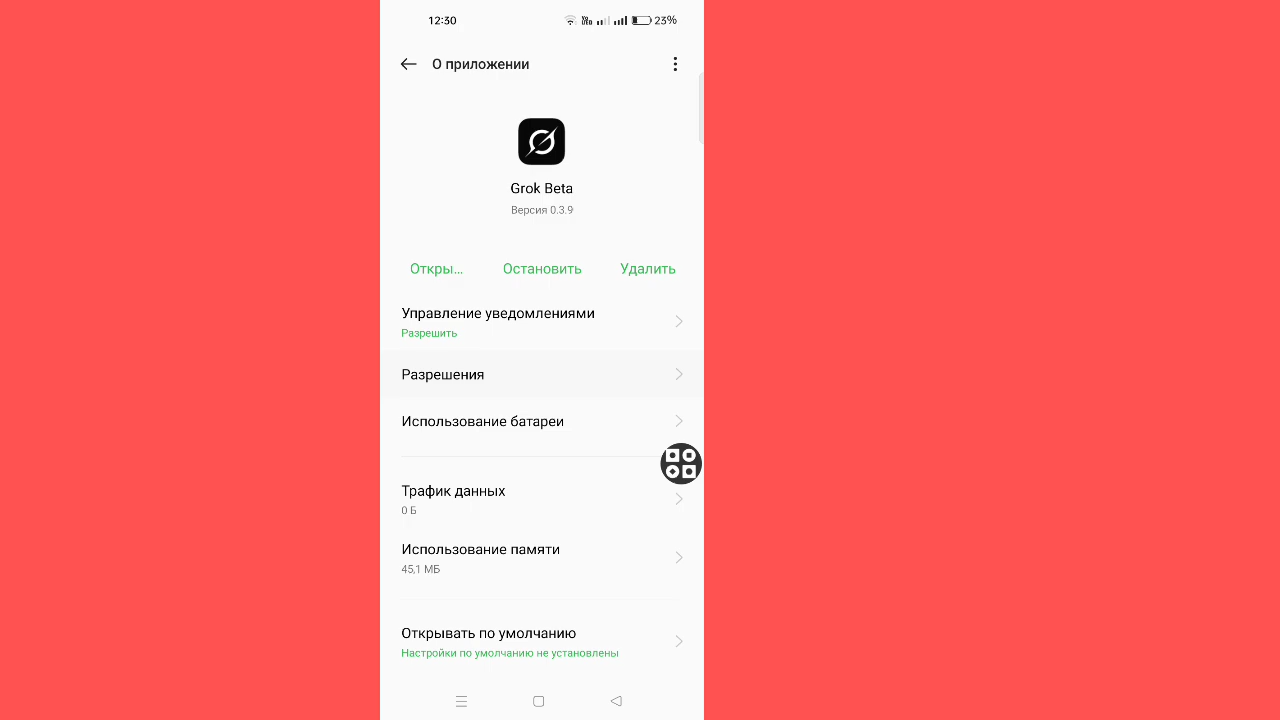 12:30
23%
О приложении
Grok Beta
Версия 0.3.9
Откры...
Остановить
Удалить
Управление уведомлениями
Разрешить
Разрешения
Использование батареи
Трафик данных
0 Б
Использование памяти
45,1 МБ
Открывать по умолчанию
Настройки по умолчанию не установлены